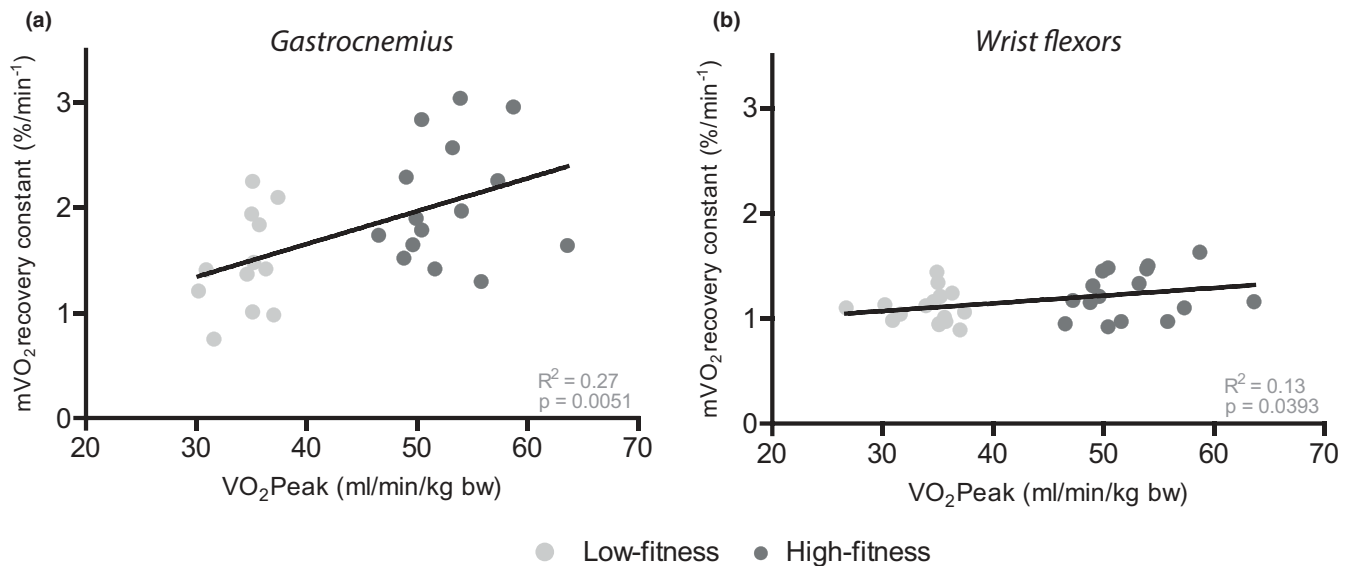 (a)
Gastrocnemius
mVO₂ recovery constant (%/min⁻¹)
3
2
1
0
20 30 40 50 60 70
VO₂Peak (ml/min/kg bw)
R² = 0.27
p = 0.0051
(b)
Wrist flexors
mVO₂ recovery constant (%/min⁻¹)
3
2
1
0
20 30 40 50 60 70
VO₂Peak (ml/min/kg bw)
R² = 0.13
p = 0.0393
Low-fitness High-fitness